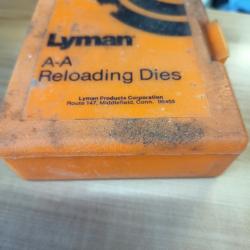 Lyman
A-A
Reloading Dies
Lyman Products Corporation
Route 147, Middlefield, Conn. 06455